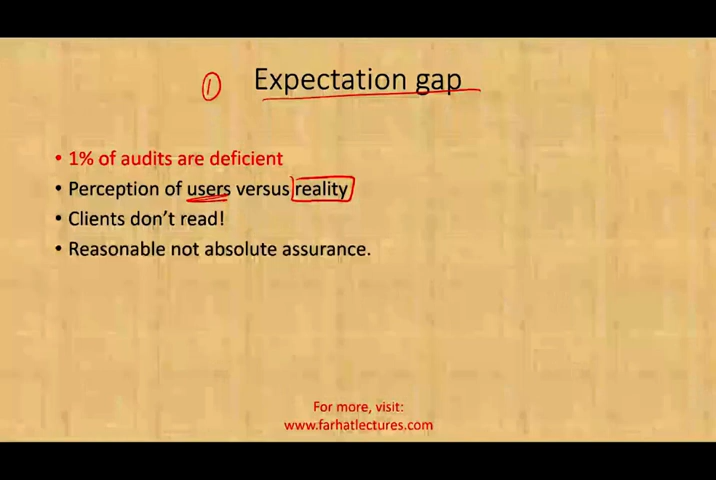 ① Expectation gap
• 1% of audits are deficient
• Perception of users versus reality
• Clients don't read!
• Reasonable not absolute assurance.
For more, visit:
www.farhatlectures.com